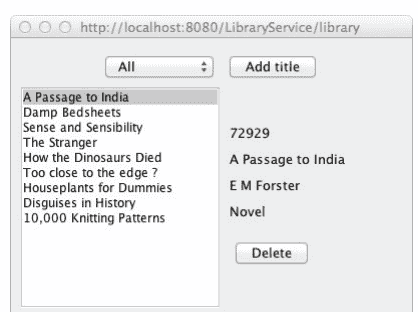 http://localhost:8080/LibraryService/library
All
Add title
A Passage to India
Damp Bedsheets
Sense and Sensibility
The Stranger
How the Dinosaurs Died
Too close to the edge ?
Houseplants for Dummies
Disguises in History
10,000 Knitting Patterns
72929
A Passage to India
E M Forster
Novel
Delete